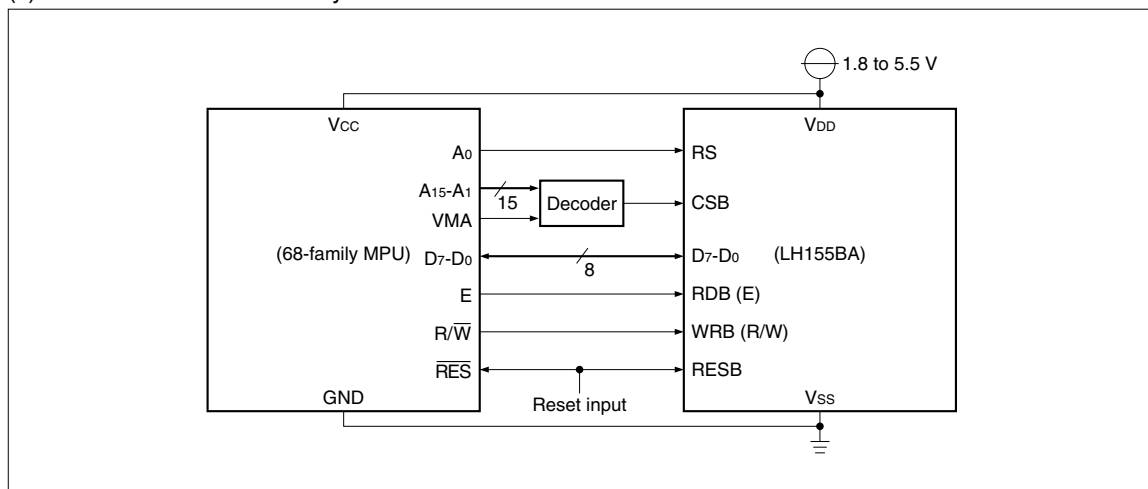 1.8 to 5.5 V
VCC
VDD
A0
RS
A15-A1
15
Decoder
CSB
VMA
(68-family MPU)
D7-D0
8
D7-D0
(LH155BA)
E
RDB (E)
R/W̅
WRB (R/W)
R̅E̅S̅
RESB
Reset input
GND
VSS